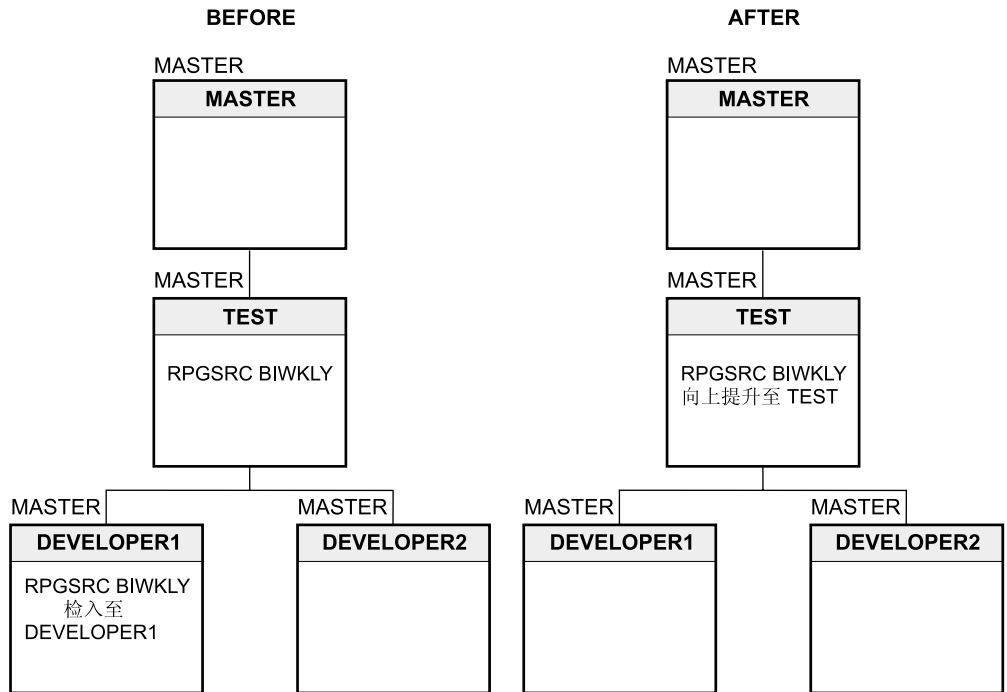 BEFORE
MASTER
MASTER
MASTER
TEST
RPGSRC BIWKLY
MASTER
DEVELOPER1
RPGSRC BIWKLY
检入至
DEVELOPER1
MASTER
DEVELOPER2
AFTER
MASTER
MASTER
MASTER
TEST
RPGSRC BIWKLY
向上提升至 TEST
MASTER
DEVELOPER1
MASTER
DEVELOPER2